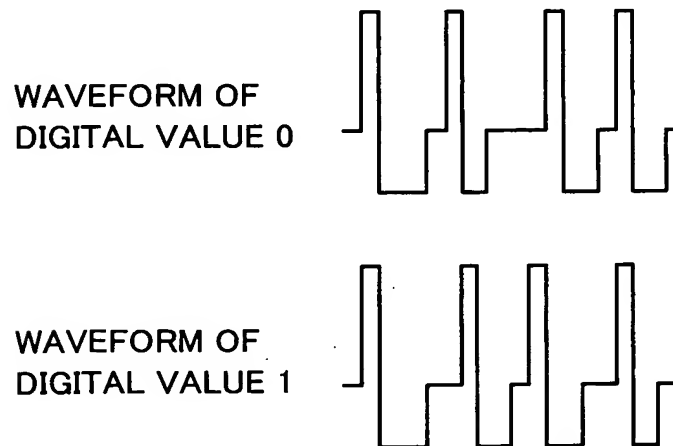 WAVEFORM OF
DIGITAL VALUE 0
WAVEFORM OF
DIGITAL VALUE 1